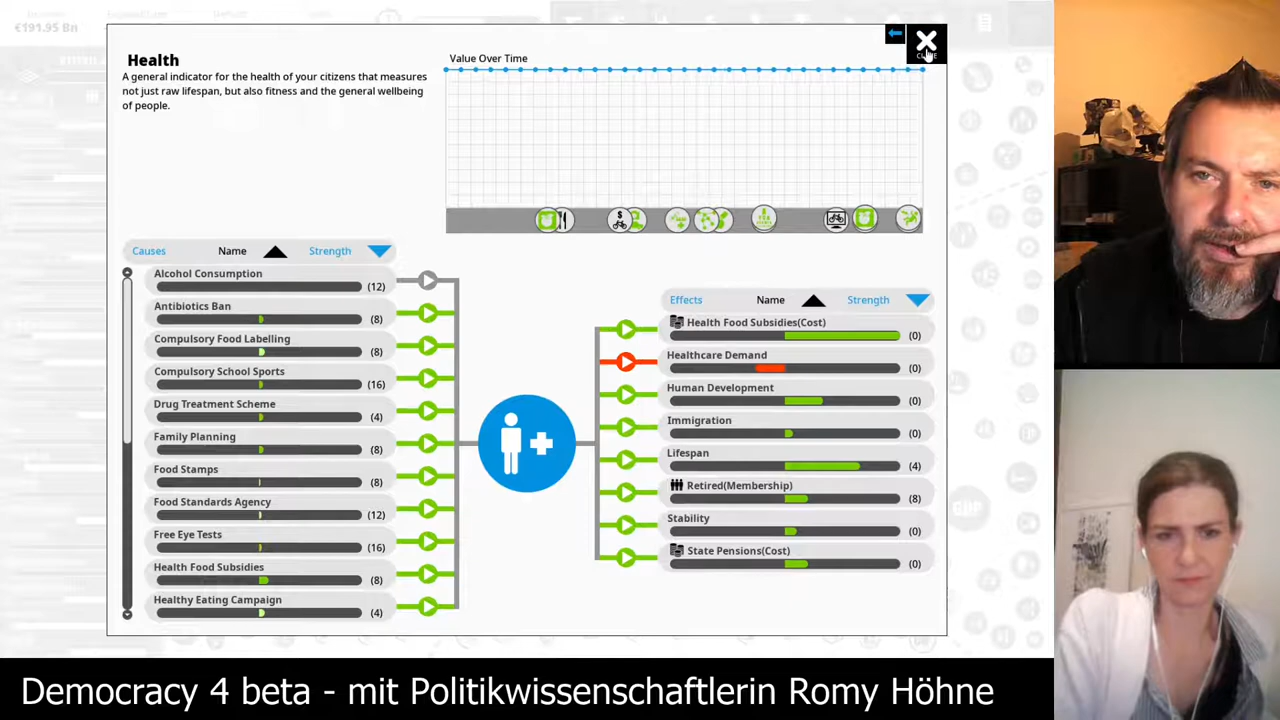 €191.95 Bn
Health
A general indicator for the health of your citizens that measures
not just raw lifespan, but also fitness and the general wellbeing
of people.
Value Over Time
Causes Name Strength
Alcohol Consumption
(12)
Antibiotics Ban
(8)
Compulsory Food Labelling
(8)
Compulsory School Sports
(16)
Drug Treatment Scheme
(4)
Family Planning
(8)
Food Stamps
(8)
Food Standards Agency
(12)
Free Eye Tests
(16)
Health Food Subsidies
(8)
Healthy Eating Campaign
(4)
Effects Name Strength
Health Food Subsidies(Cost)
(0)
Healthcare Demand
(0)
Human Development
(0)
Immigration
(0)
Lifespan
(4)
Retired(Membership)
(8)
Stability
(0)
State Pensions(Cost)
(0)
Democracy 4 beta - mit Politikwissenschaftlerin Romy Höhne